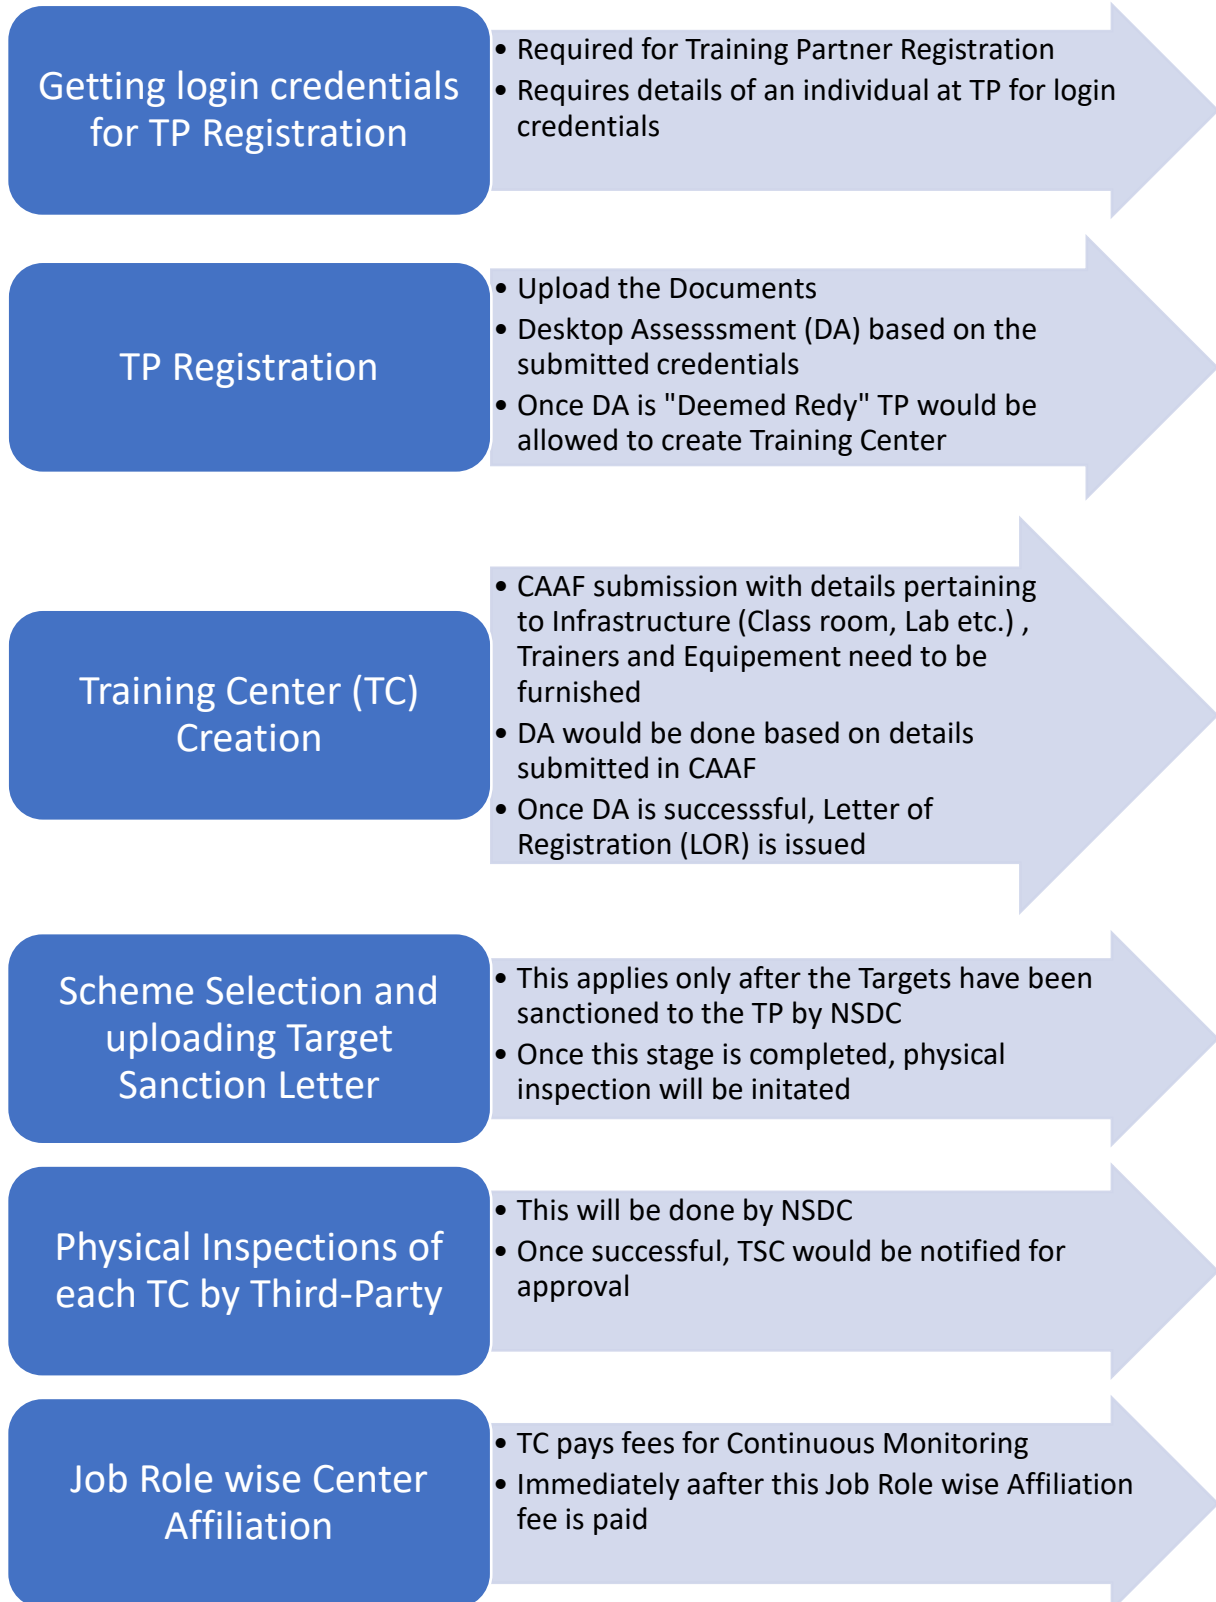 Getting login credentials
for TP Registration
• Required for Training Partner Registration
• Requires details of an individual at TP for login
credentials
TP Registration
• Upload the Documents
• Desktop Assesssment (DA) based on the
submitted credentials
• Once DA is "Deemed Redy" TP would be
allowed to create Training Center
Training Center (TC)
Creation
• CAAF submission with details pertaining
to Infrastructure (Class room, Lab etc.) ,
Trainers and Equipement need to be
furnished
• DA would be done based on details
submitted in CAAF
• Once DA is successsful, Letter of
Registration (LOR) is issued
Scheme Selection and
uploading Target
Sanction Letter
• This applies only after the Targets have been
sanctioned to the TP by NSDC
• Once this stage is completed, physical
inspection will be initated
Physical Inspections of
each TC by Third-Party
• This will be done by NSDC
• Once successful, TSC would be notified for
approval
Job Role wise Center
Affiliation
• TC pays fees for Continuous Monitoring
• Immediately aafter this Job Role wise Affiliation
fee is paid